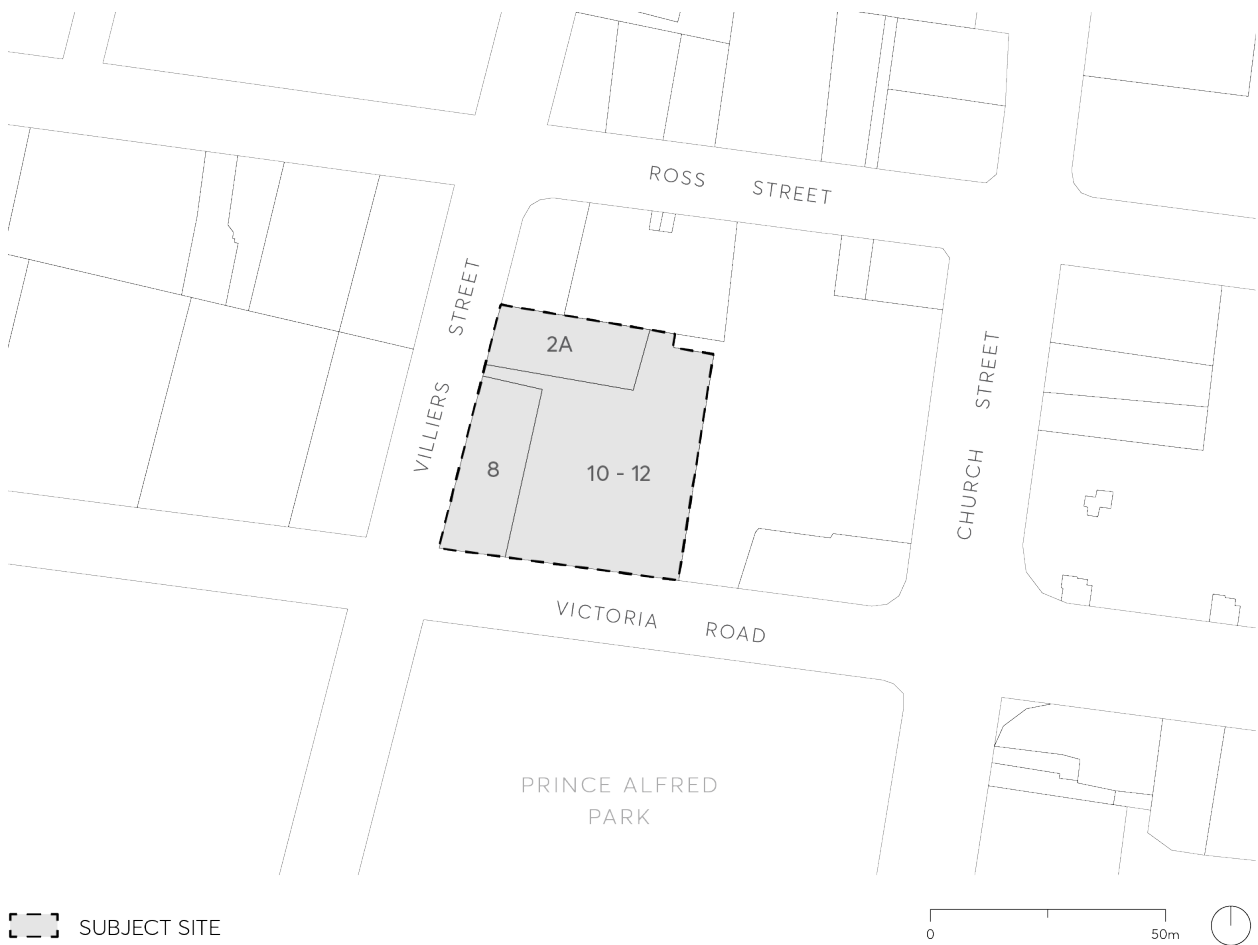 ROSS STREET
VILLIERS STREET
2A
8
10 - 12
CHURCH STREET
VICTORIA ROAD
PRINCE ALFRED
PARK
SUBJECT SITE
0
50m